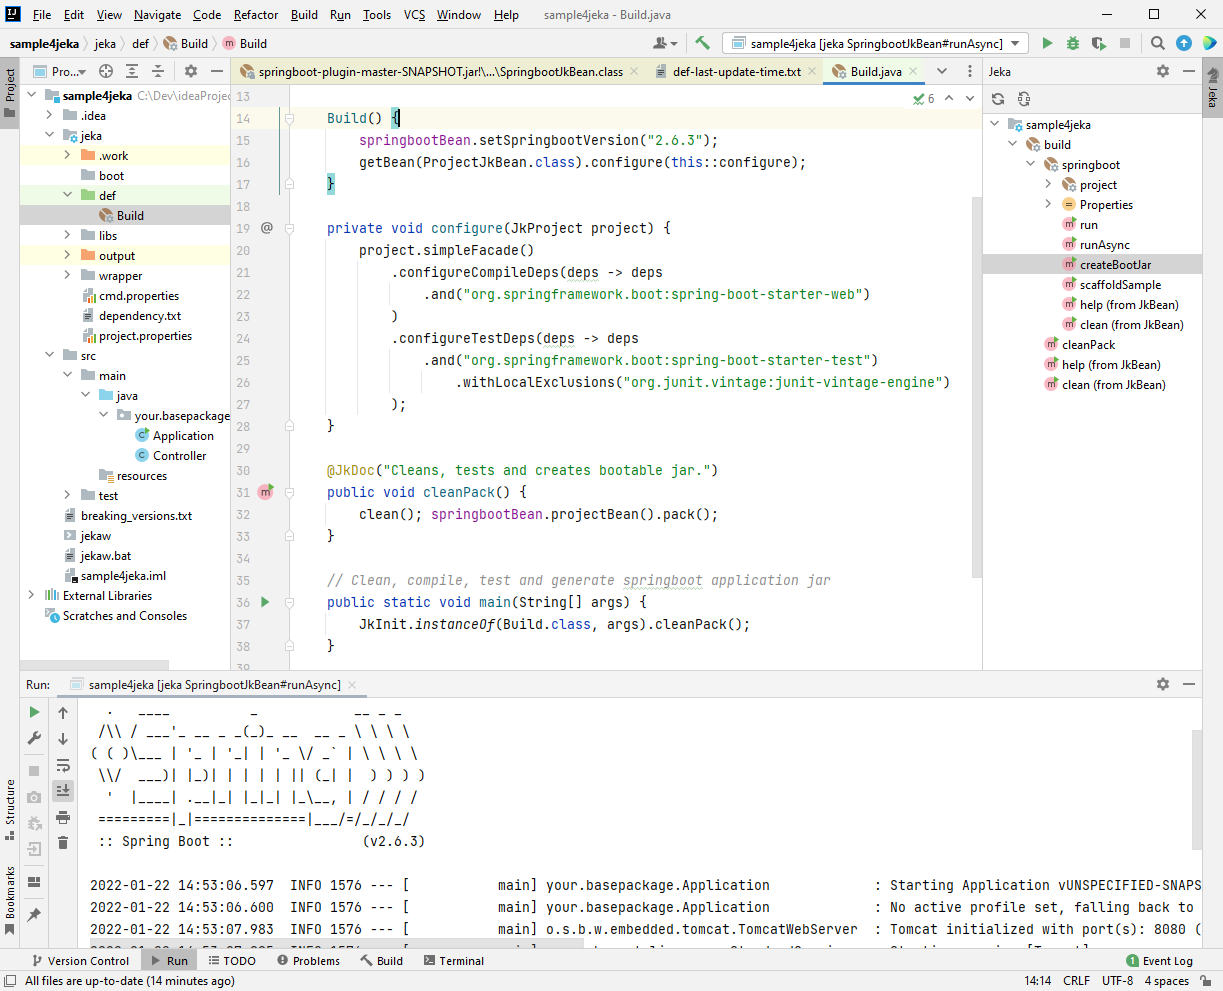 File Edit View Navigate Code Refactor Build Run Tools VCS Window Help sample4jeka - Build.java
sample4jeka jeka def Build Build
sample4jeka [jeka SpringbootJkBean#runAsync]
Project
Pro...
springboot-plugin-master-SNAPSHOT.jar!\...\SpringbootJkBean.class
def-last-update-time.txt
Build.java
Jeka
Jeka
sample4jeka C:\Dev\ideaProjec
.idea
jeka
.work
boot
def
Build
libs
output
wrapper
cmd.properties
dependency.txt
project.properties
src
main
java
your.basepackage
Application
Controller
resources
test
breaking_versions.txt
jekaw
jekaw.bat
sample4jeka.iml
External Libraries
Scratches and Consoles
6
13
14 Build() {
15 springbootBean.setSpringbootVersion("2.6.3");
16 getBean(ProjectJkBean.class).configure(this::configure);
17 }
18
19 @ private void configure(JkProject project) {
20 project.simpleFacade()
21 .configureCompileDeps(deps -> deps
22 .and("org.springframework.boot:spring-boot-starter-web")
23 )
24 .configureTestDeps(deps -> deps
25 .and("org.springframework.boot:spring-boot-starter-test")
26 .withLocalExclusions("org.junit.vintage:junit-vintage-engine")
27 );
28 }
29
30 @JkDoc("Cleans, tests and creates bootable jar.")
31 public void cleanPack() {
32 clean(); springbootBean.projectBean().pack();
33 }
34
35 // Clean, compile, test and generate springboot application jar
36 public static void main(String[] args) {
37 JkInit.instanceOf(Build.class, args).cleanPack();
38 }
39
sample4jeka
build
springboot
project
Properties
run
runAsync
createBootJar
scaffoldSample
help (from JkBean)
clean (from JkBean)
cleanPack
help (from JkBean)
clean (from JkBean)
Run: sample4jeka [jeka SpringbootJkBean#runAsync]
  .   ____          _            __ _ _
 /\\ / ___'_ __ _ _(_)_ __  __ _ \ \ \ \
( ( )\___ | '_ | '_| | '_ \/ _` | \ \ \ \
 \\/  ___)| |_)| | | | | || (_| |  ) ) ) )
  '  |____| .__|_| |_|_| |_\__, | / / / /
 =========|_|==============|___/=/_/_/_/
 :: Spring Boot ::                (v2.6.3)
2022-01-22 14:53:06.597  INFO 1576 --- [           main] your.basepackage.Application             : Starting Application vUNSPECIFIED-SNAPS
2022-01-22 14:53:06.600  INFO 1576 --- [           main] your.basepackage.Application             : No active profile set, falling back to
2022-01-22 14:53:07.983  INFO 1576 --- [           main] o.s.b.w.embedded.tomcat.TomcatWebServer  : Tomcat initialized with port(s): 8080 (
Structure
Bookmarks
Version Control Run TODO Problems Build Terminal 1 Event Log
All files are up-to-date (14 minutes ago) 14:14 CRLF UTF-8 4 spaces